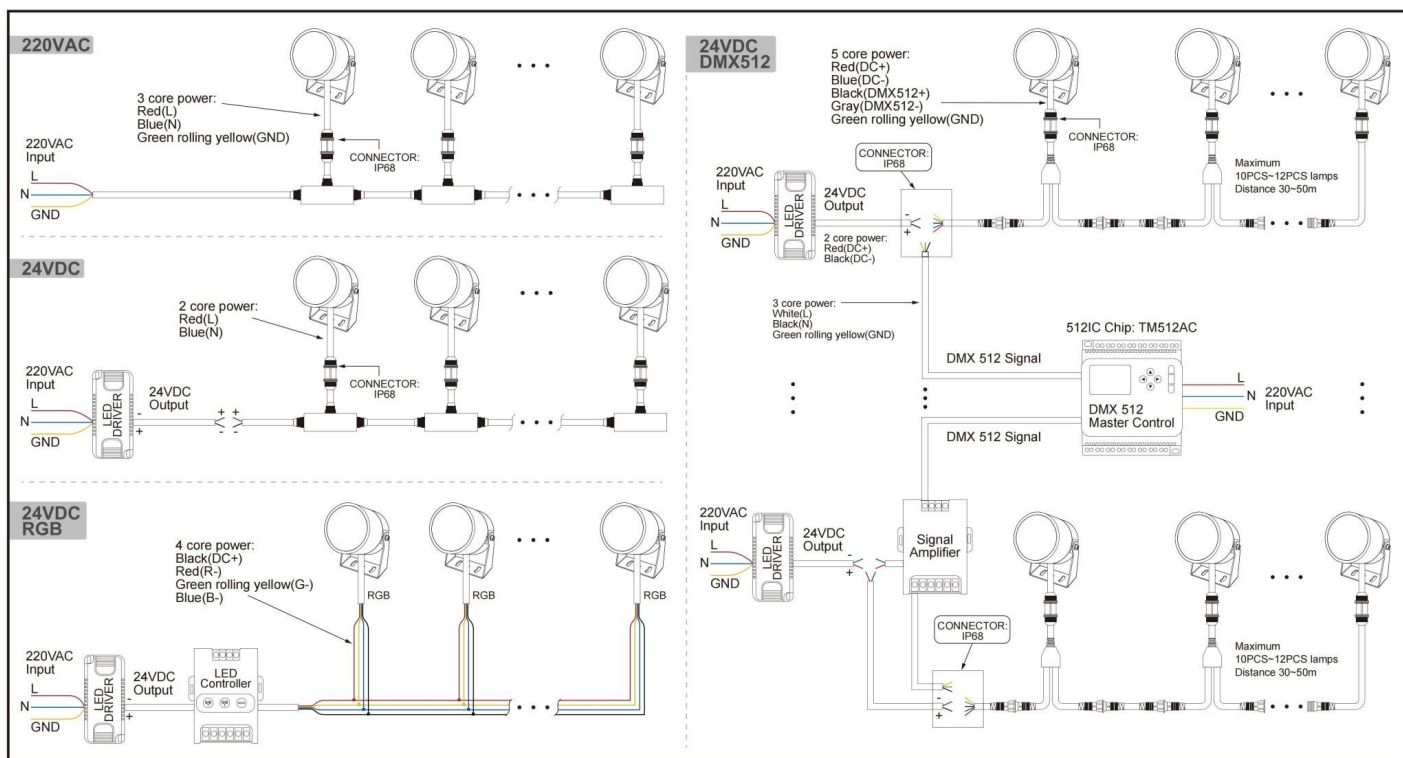 220VAC
3 core power:
Red(L)
Blue(N)
Green rolling yellow(GND)
CONNECTOR:
IP68
220VAC
Input
L
N
GND
24VDC
2 core power:
Red(L)
Blue(N)
CONNECTOR:
IP68
220VAC
Input
L
N
GND
LED
DRIVER
24VDC
Output
-
+
+
-
+
-
24VDC
RGB
4 core power:
Black(DC+)
Red(R-)
Green rolling yellow(G-)
Blue(B-)
RGB
RGB
RGB
220VAC
Input
L
N
GND
LED
DRIVER
24VDC
Output
-
+
LED
Controller
24VDC
DMX512
5 core power:
Red(DC+)
Blue(DC-)
Black(DMX512+)
Gray(DMX512-)
Green rolling yellow(GND)
CONNECTOR:
IP68
CONNECTOR:
IP68
Maximum
10PCS~12PCS lamps
Distance 30~50m
220VAC
Input
L
N
GND
LED
DRIVER
24VDC
Output
-
+
2 core power:
Red(DC+)
Black(DC-)
3 core power:
White(L)
Black(N)
Green rolling yellow(GND)
512IC Chip: TM512AC
DMX 512 Signal
DMX 512
Master Control
L
N
GND
220VAC
Input
DMX 512 Signal
220VAC
Input
L
N
GND
LED
DRIVER
24VDC
Output
-
+
Signal
Amplifier
CONNECTOR:
IP68
-
+
Maximum
10PCS~12PCS lamps
Distance 30~50m